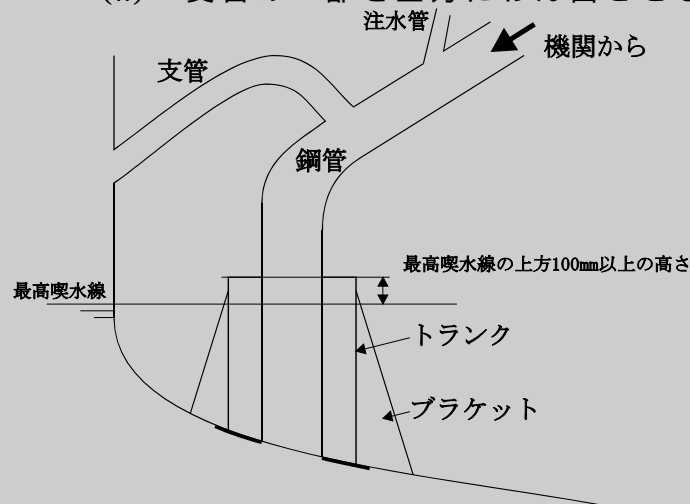 注水管
機関から
支管
鋼管
最高喫水線の上方100mm以上の高さ
最高喫水線
トランク
ブラケット